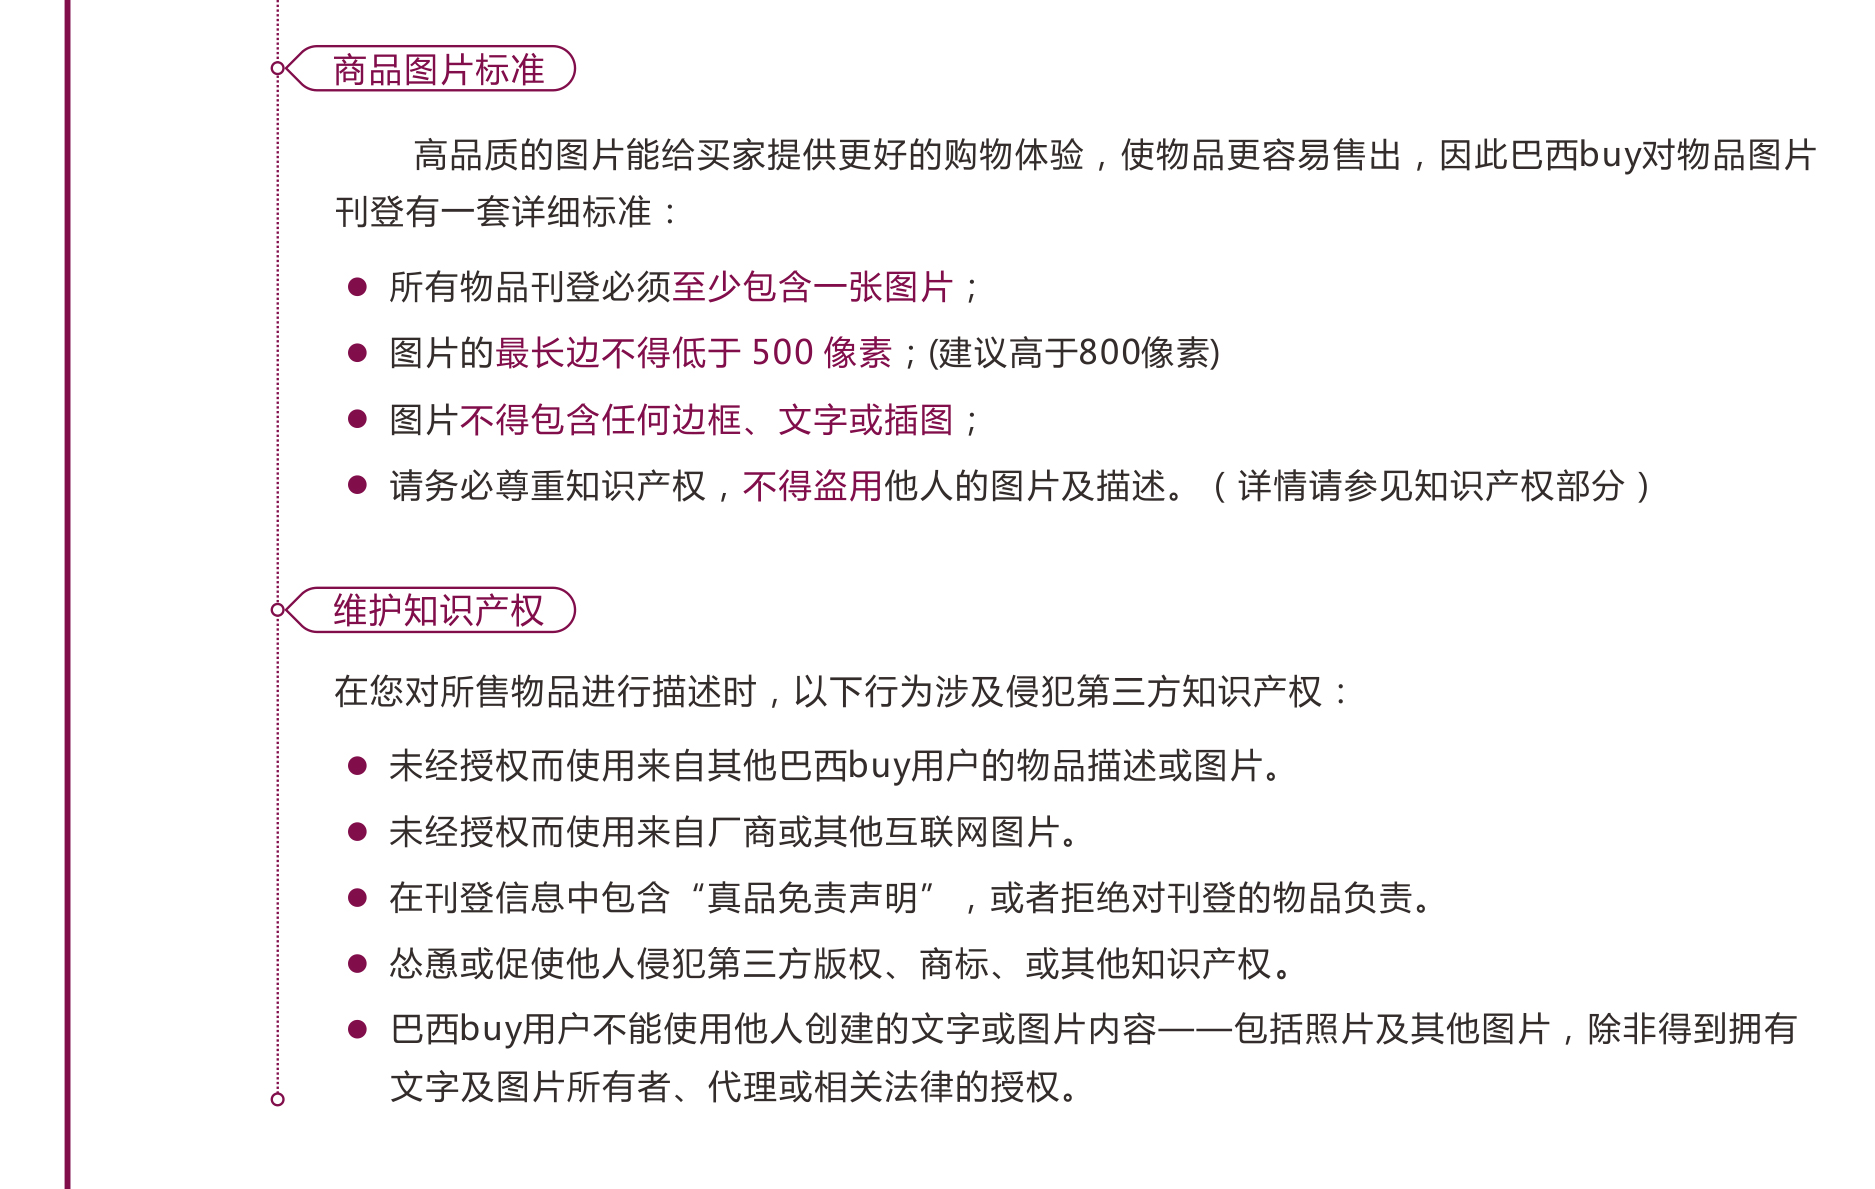 商品图片标准
高品质的图片能给买家提供更好的购物体验，使物品更容易售出，因此巴西buy对物品图片
刊登有一套详细标准：
所有物品刊登必须至少包含一张图片；
图片的最长边不得低于 500 像素；(建议高于800像素)
图片不得包含任何边框、文字或插图；
请务必尊重知识产权，不得盗用他人的图片及描述。（详情请参见知识产权部分）
维护知识产权
在您对所售物品进行描述时，以下行为涉及侵犯第三方知识产权：
未经授权而使用来自其他巴西buy用户的物品描述或图片。
未经授权而使用来自厂商或其他互联网图片。
在刊登信息中包含“真品免责声明”，或者拒绝对刊登的物品负责。
怂恿或促使他人侵犯第三方版权、商标、或其他知识产权。
巴西buy用户不能使用他人创建的文字或图片内容——包括照片及其他图片，除非得到拥有
文字及图片所有者、代理或相关法律的授权。